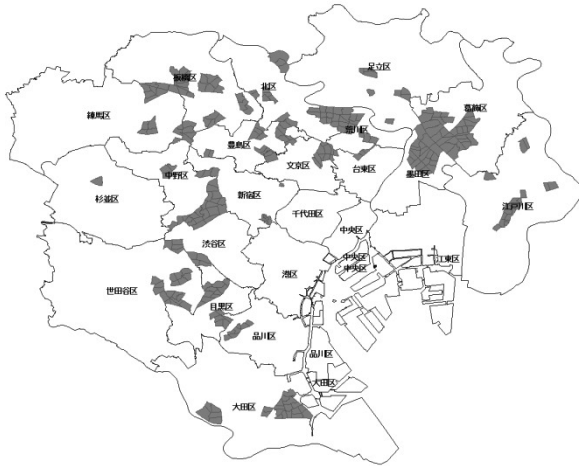 足立区
板橋区
北区
葛飾区
練馬区
荒川区
豊島区
文京区
台東区
墨田区
中野区
杉並区
新宿区
江戸川区
千代田区
中央区
渋谷区
中央区
江東区
中央区
港区
世田谷区
目黒区
品川区
品川区
大田区
大田区